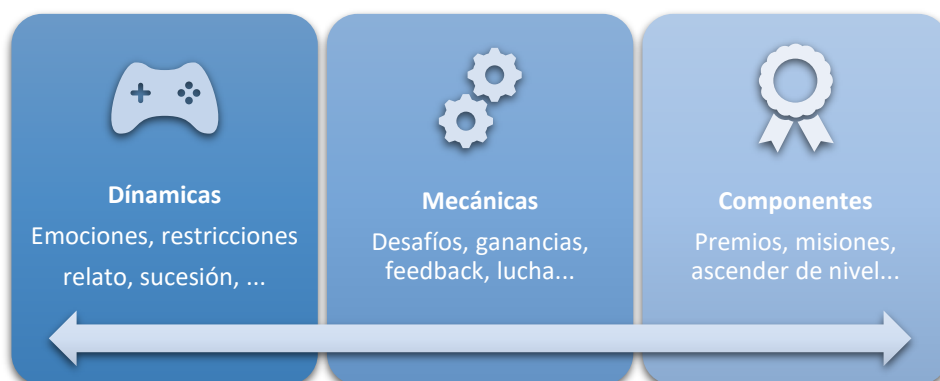 Dínamicas
Emociones, restricciones
relato, sucesión, ...
Mecánicas
Desafíos, ganancias,
feedback, lucha...
Componentes
Premios, misiones,
ascender de nivel...